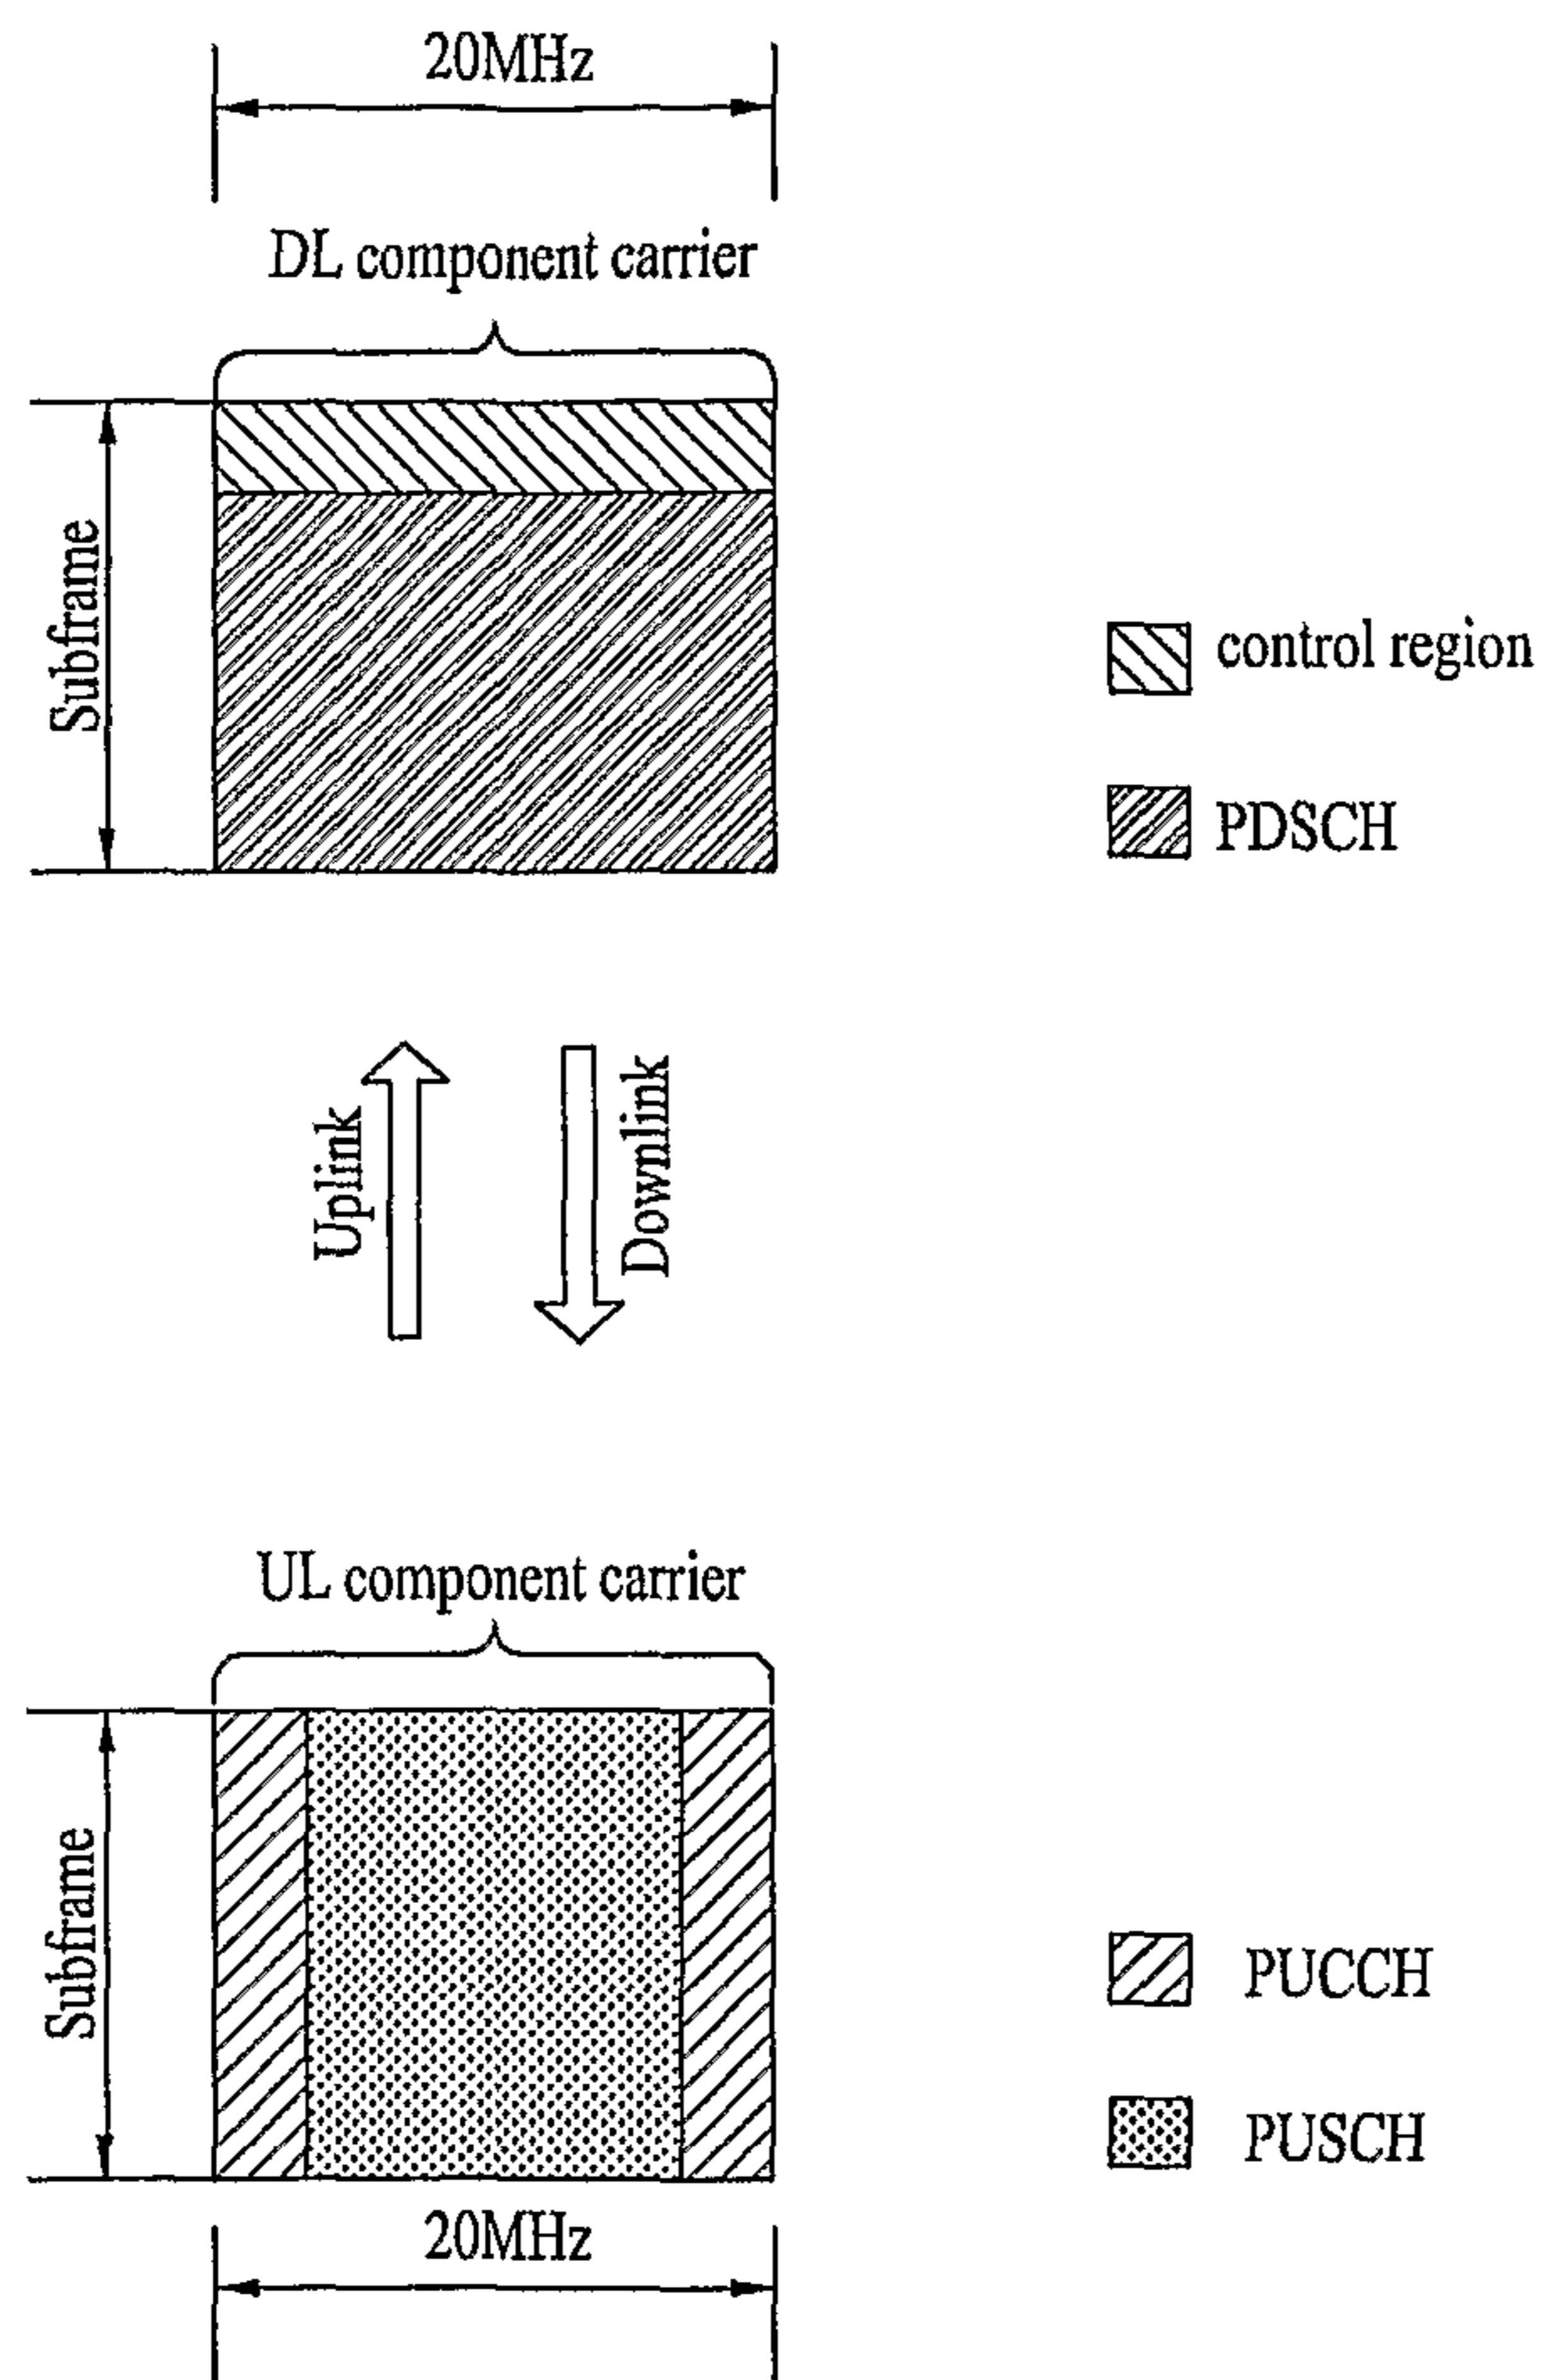 20MHz
DL component carrier
Subframe
control region
PDSCH
Uplink
Downlink
UL component carrier
Subframe
PUCCH
PUSCH
20MHz